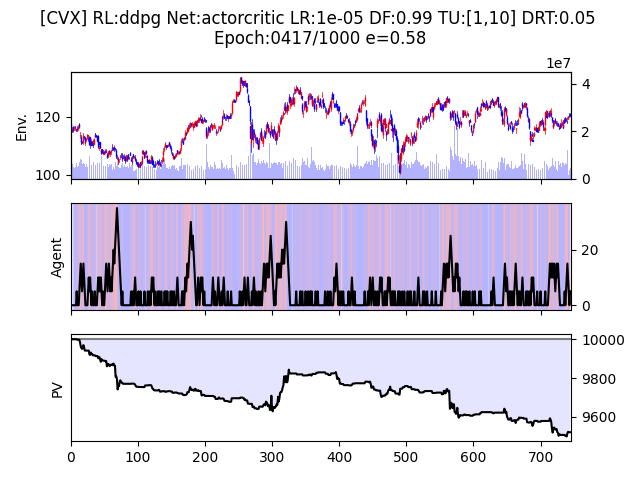 [CVX] RL:ddpg Net:actorcritic LR:1e-05 DF:0.99 TU:[1,10] DRT:0.05
Epoch:0417/1000 e=0.58
1e7
Env.
120
100
4
2
0
Agent
20
0
PV
10000
9800
9600
0 100 200 300 400 500 600 700